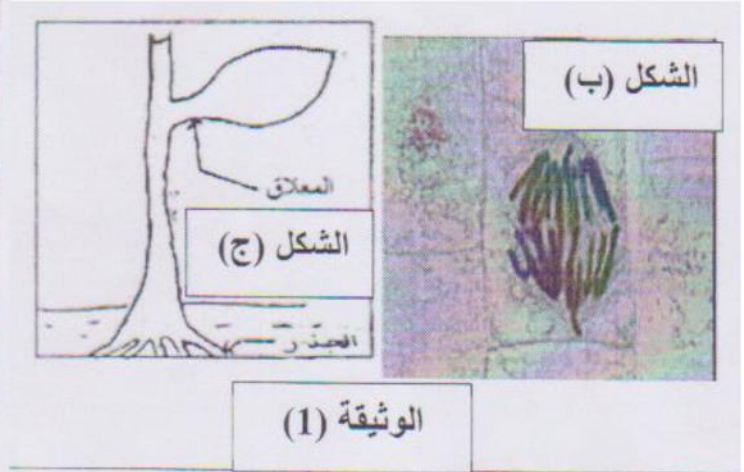 الشكل (ب)
المعلاق
الشكل (ج)
الجذر
الوثيقة (1)